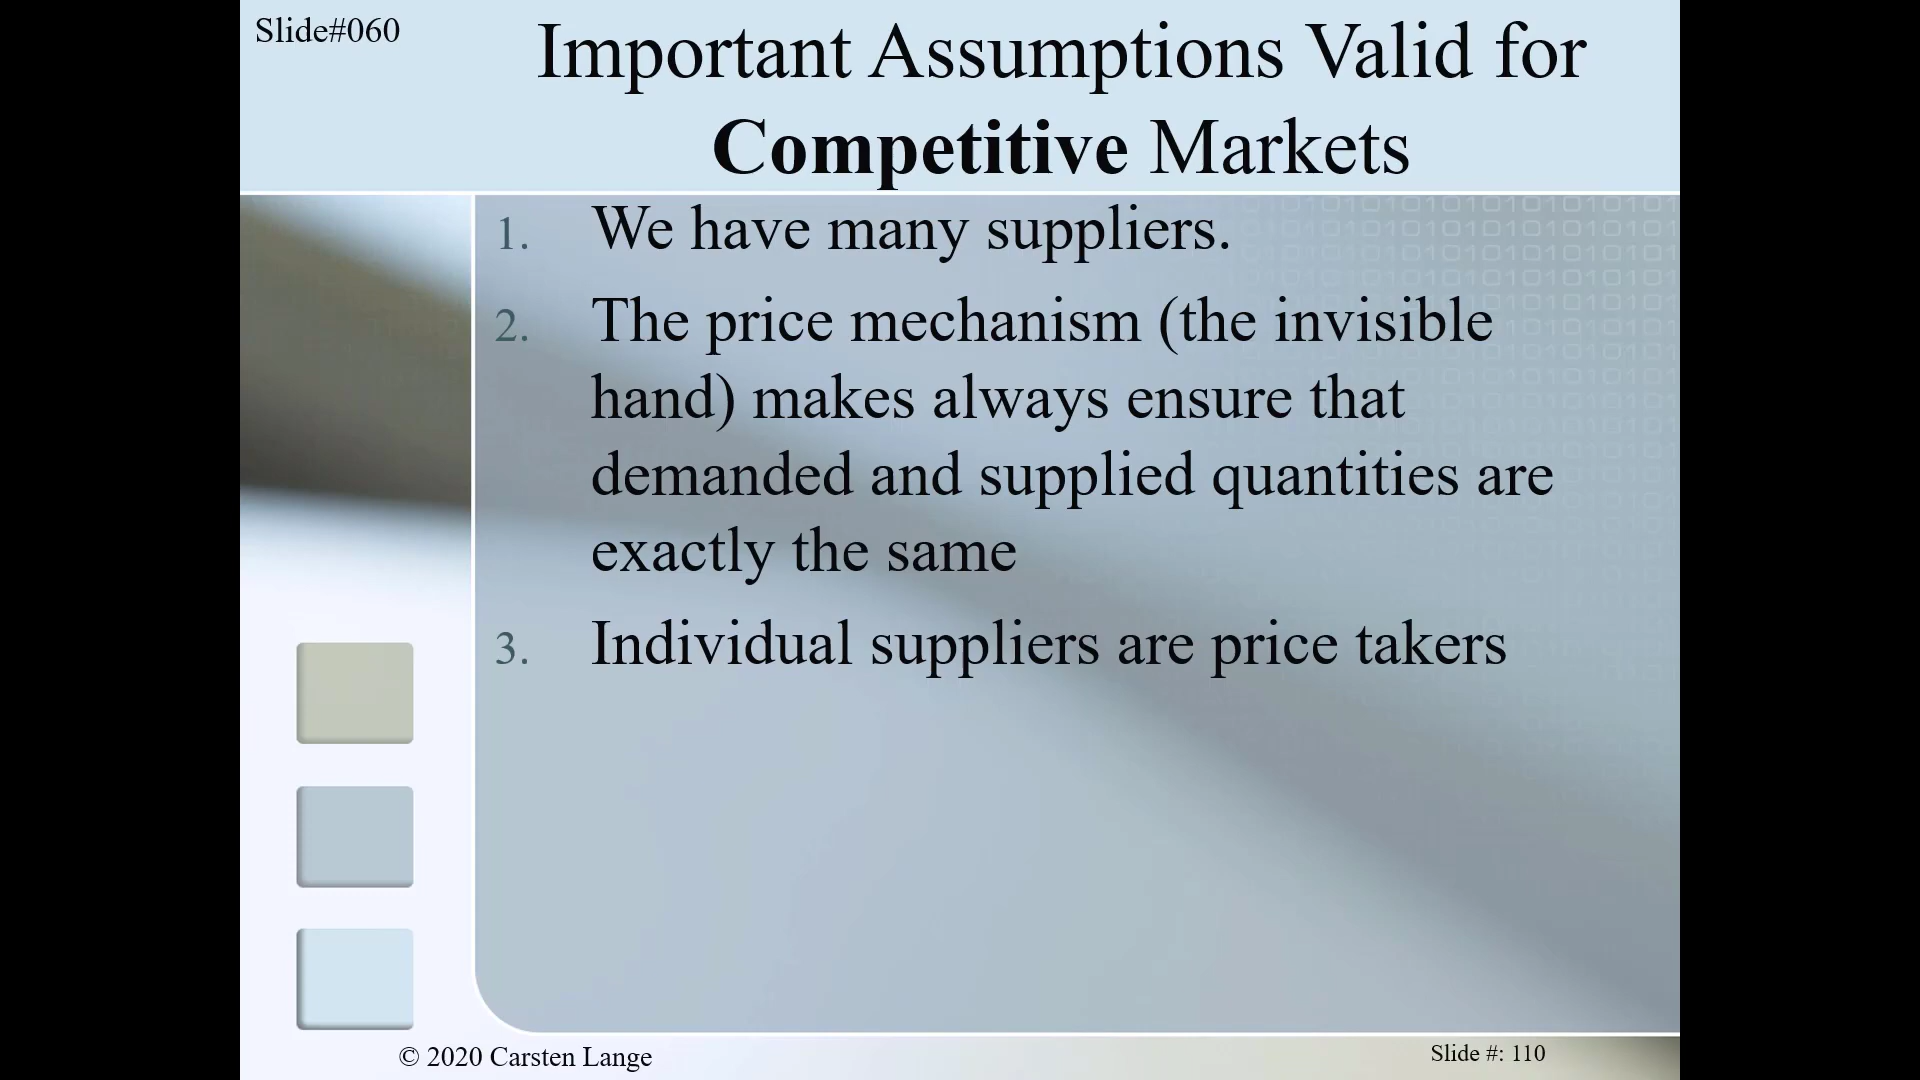 Slide#060
Important Assumptions Valid for
Competitive Markets
1. We have many suppliers.
2. The price mechanism (the invisible
hand) makes always ensure that
demanded and supplied quantities are
exactly the same
3. Individual suppliers are price takers
© 2020 Carsten Lange
Slide #: 110